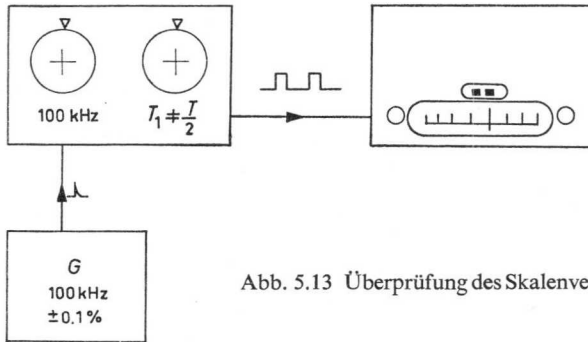 100 kHz
T₁ ≠ T/2
G
100 kHz
±0.1%
Abb. 5.13 Überprüfung des Skalenve